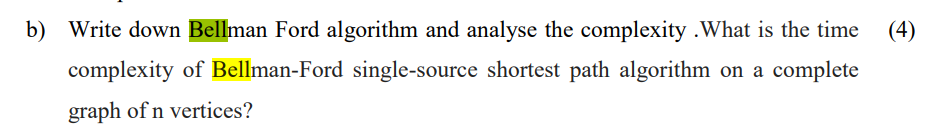 b) Write down Bellman Ford algorithm and analyse the complexity .What is the time (4)
complexity of Bellman-Ford single-source shortest path algorithm on a complete
graph of n vertices?